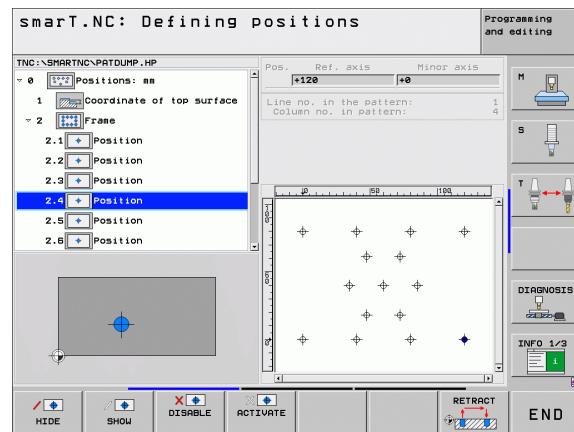 smarT.NC: Defining positions
Programming
and editing
TNC:\SMARTNC\PATDUMP.HP
0 Positions: mm
1 Coordinate of top surface
2 Frame
2.1 Position
2.2 Position
2.3 Position
2.4 Position
2.5 Position
2.6 Position
Pos. Ref. axis Minor axis
+120 +0
Line no. in the pattern: 1
Column no. in pattern: 4
0 50 100
M
S
T
DIAGNOSIS
INFO 1/3
HIDE
SHOW
DISABLE
ACTIVATE
RETRACT
END